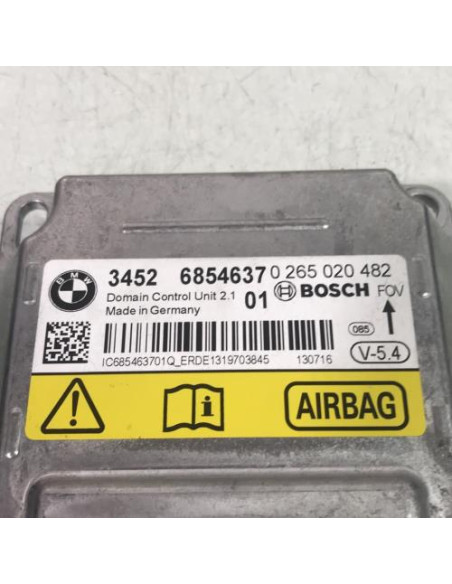 BMW
3452 6854637 0 265 020 482
Domain Control Unit 2.1 01 BOSCH FOV
Made in Germany
085
V-5.4
IC685463701Q_ERDE1319703845 130716
AIRBAG